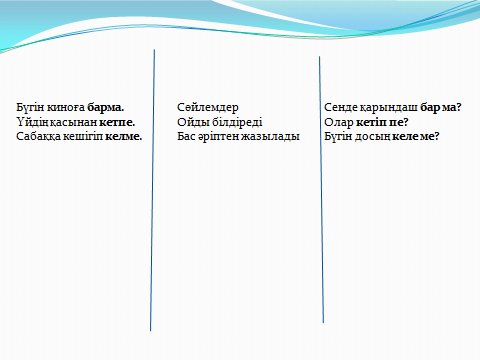 Бүгін киноға барма.
Үйдің қасынан кетпе.
Сабаққа кешігіп келме.
Сөйлемдер
Ойды білдіреді
Бас әріптен жазылады
Сенде қарындаш бар ма?
Олар кетіп пе?
Бүгін досың келе ме?